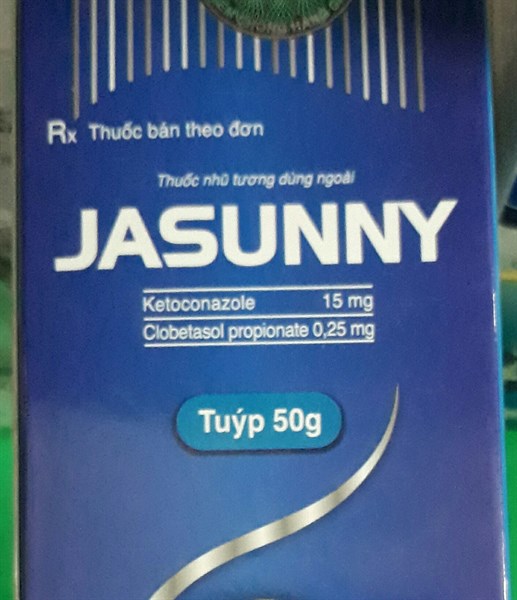 Rx Thuốc bán theo đơn
Thuốc nhũ tương dùng ngoài
JASUNNY
Ketoconazole 15 mg
Clobetasol propionate 0,25 mg
Tuýp 50g